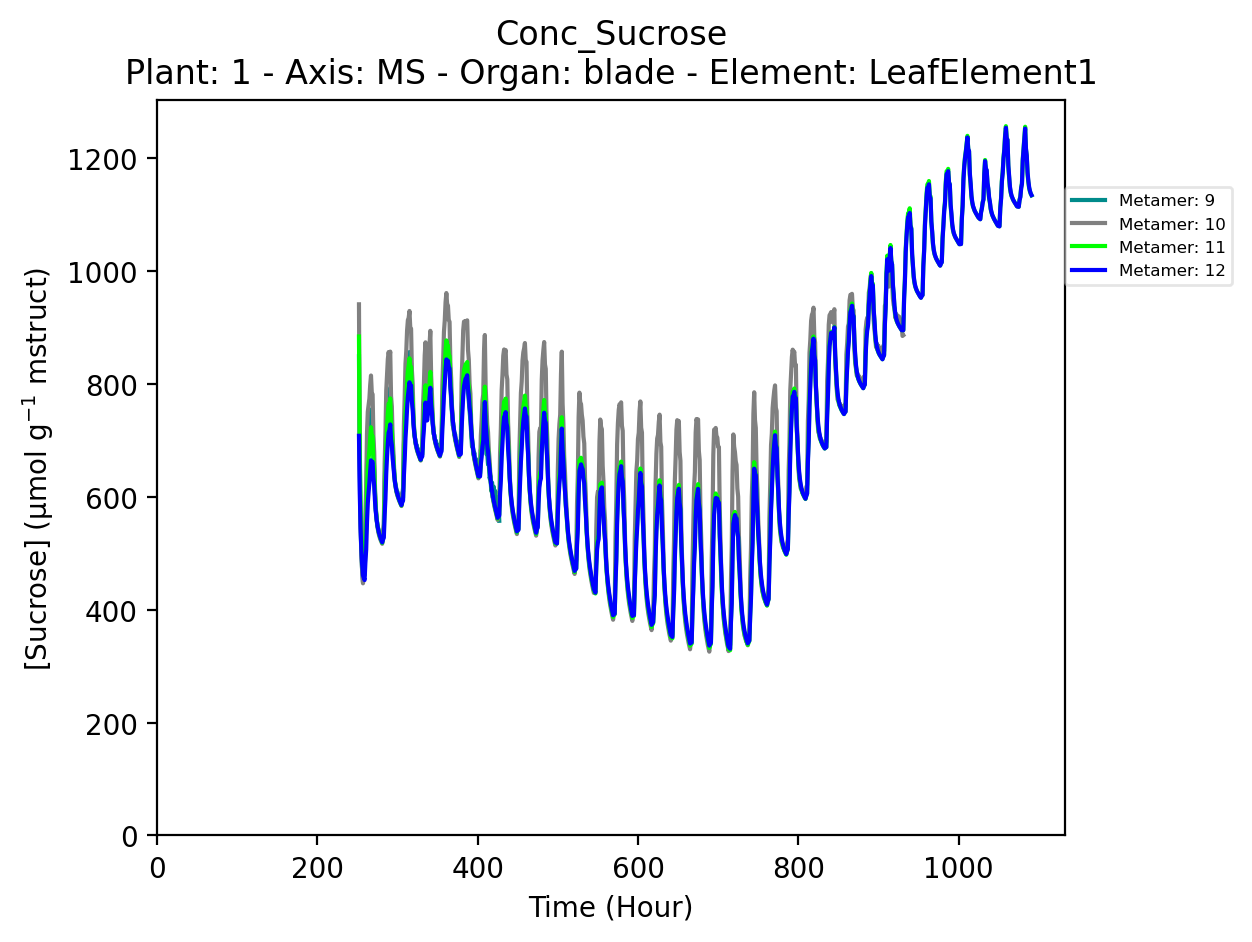 Conc_Sucrose
Plant: 1 - Axis: MS - Organ: blade - Element: LeafElement1
[Sucrose] (µmol g⁻¹ mstruct)
1200
1000
800
600
400
200
0
Metamer: 9
Metamer: 10
Metamer: 11
Metamer: 12
0 200 400 600 800 1000
Time (Hour)